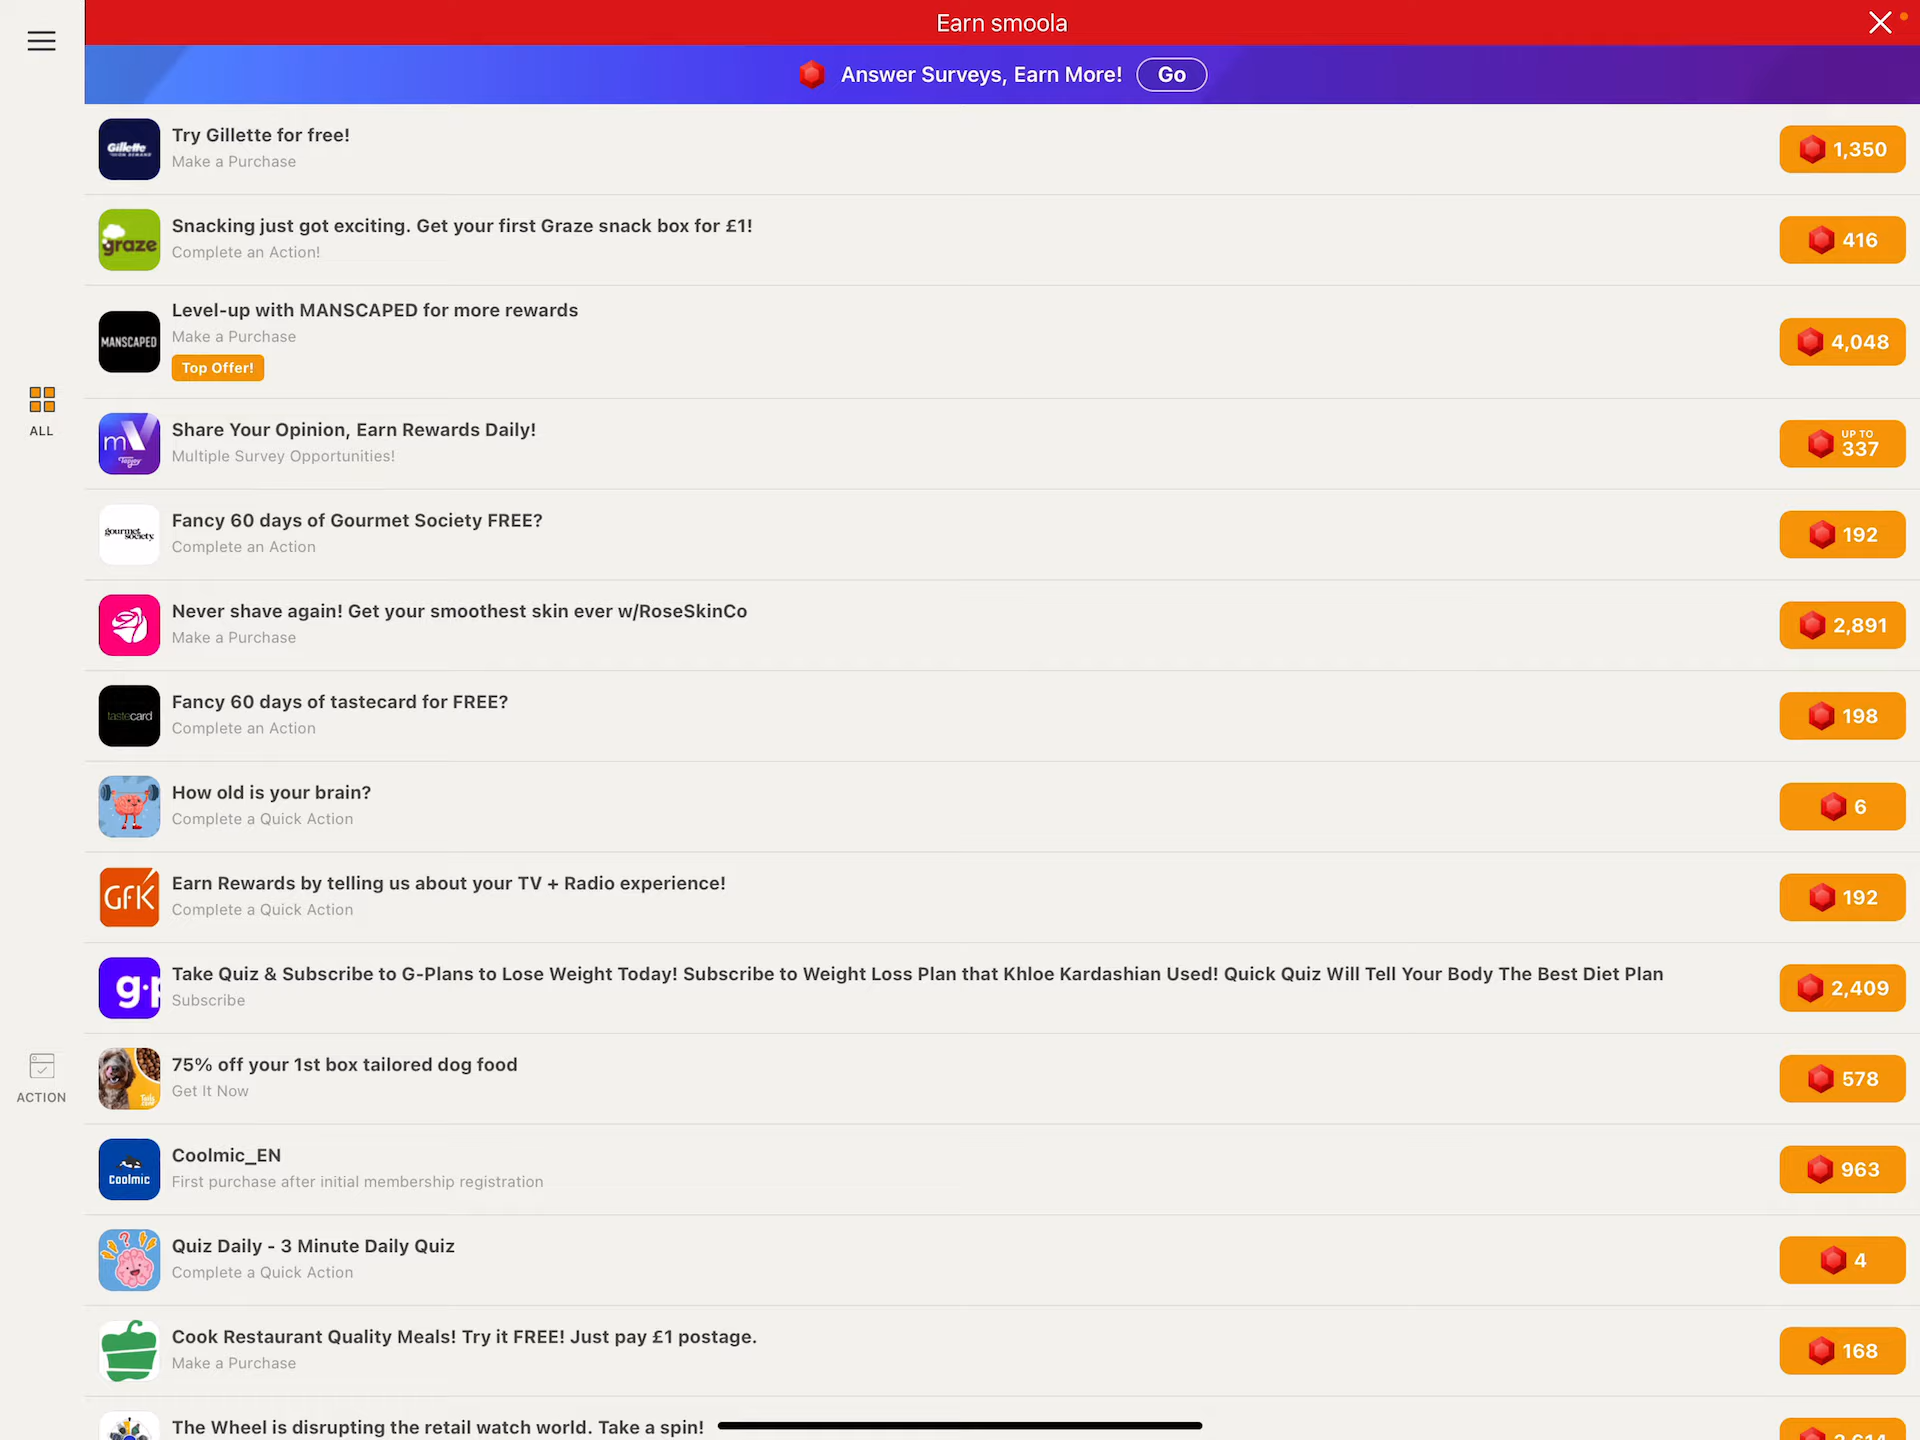 Earn smoola
Answer Surveys, Earn More! Go
Gillette
Try Gillette for free!
Make a Purchase
1,350
graze
Snacking just got exciting. Get your first Graze snack box for £1!
Complete an Action!
416
MANSCAPED
Level-up with MANSCAPED for more rewards
Make a Purchase
Top Offer!
4,048
ALL
mV
Share Your Opinion, Earn Rewards Daily!
Multiple Survey Opportunities!
UP TO
337
gourmet
society
Fancy 60 days of Gourmet Society FREE?
Complete an Action
192
Never shave again! Get your smoothest skin ever w/RoseSkinCo
Make a Purchase
2,891
tastecard
Fancy 60 days of tastecard for FREE?
Complete an Action
198
How old is your brain?
Complete a Quick Action
6
GfK
Earn Rewards by telling us about your TV + Radio experience!
Complete a Quick Action
192
g·p
Take Quiz & Subscribe to G-Plans to Lose Weight Today! Subscribe to Weight Loss Plan that Khloe Kardashian Used! Quick Quiz Will Tell Your Body The Best Diet Plan
Subscribe
2,409
75% off your 1st box tailored dog food
Get It Now
578
ACTION
Coolmic
Coolmic_EN
First purchase after initial membership registration
963
Quiz Daily - 3 Minute Daily Quiz
Complete a Quick Action
4
Cook Restaurant Quality Meals! Try it FREE! Just pay £1 postage.
Make a Purchase
168
The Wheel is disrupting the retail watch world. Take a spin!